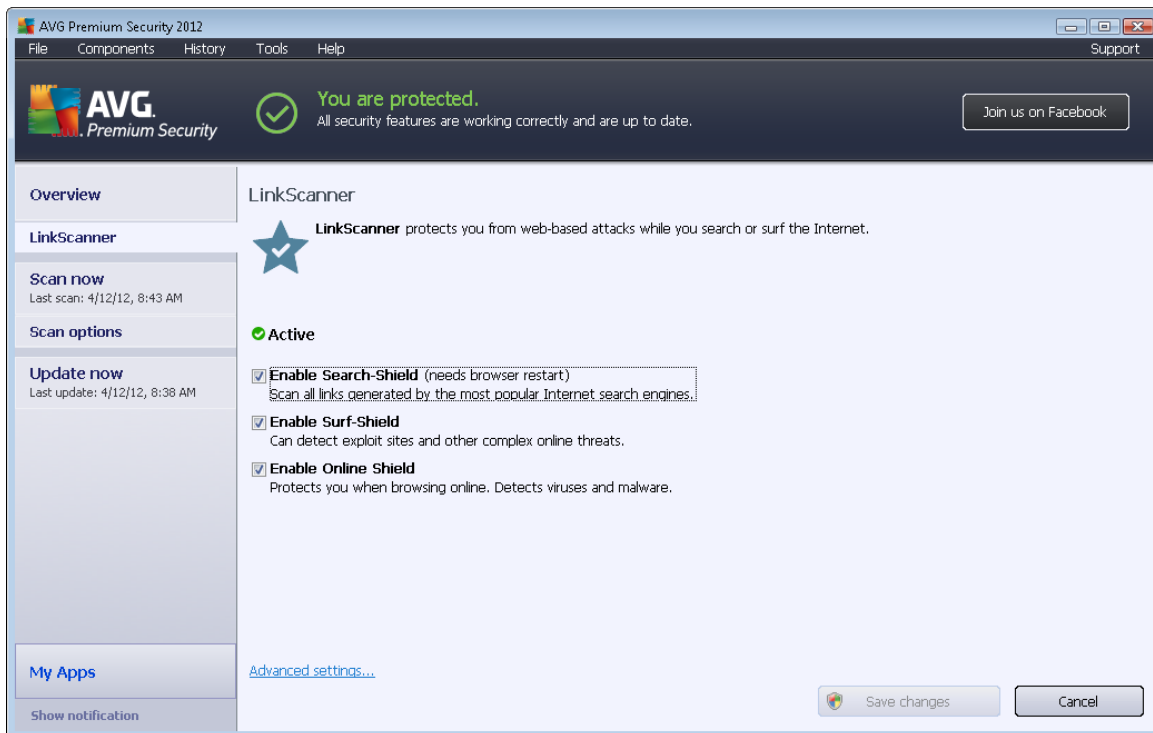 AVG Premium Security 2012
File Components History Tools Help Support
AVG.
Premium Security
You are protected.
All security features are working correctly and are up to date.
Join us on Facebook
Overview
LinkScanner
Scan now
Last scan: 4/12/12, 8:43 AM
Scan options
Update now
Last update: 4/12/12, 8:38 AM
My Apps
Show notification
LinkScanner
LinkScanner protects you from web-based attacks while you search or surf the Internet.
Active
Enable Search-Shield (needs browser restart)
Scan all links generated by the most popular Internet search engines.
Enable Surf-Shield
Can detect exploit sites and other complex online threats.
Enable Online Shield
Protects you when browsing online. Detects viruses and malware.
Advanced settings...
Save changes
Cancel